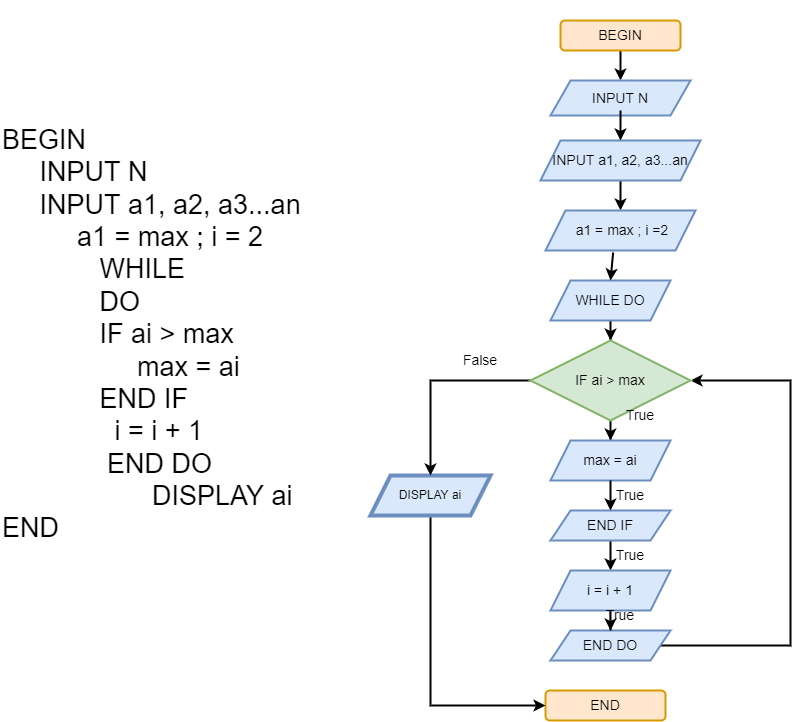 BEGIN
INPUT N
INPUT a1, a2, a3...an
a1 = max ; i = 2
WHILE
DO
IF ai > max
max = ai
END IF
i = i + 1
END DO
DISPLAY ai
END
BEGIN
INPUT N
INPUT a1, a2, a3...an
a1 = max ; i =2
WHILE DO
IF ai > max
False
True
max = ai
True
DISPLAY ai
END IF
True
i = i + 1
True
END DO
END